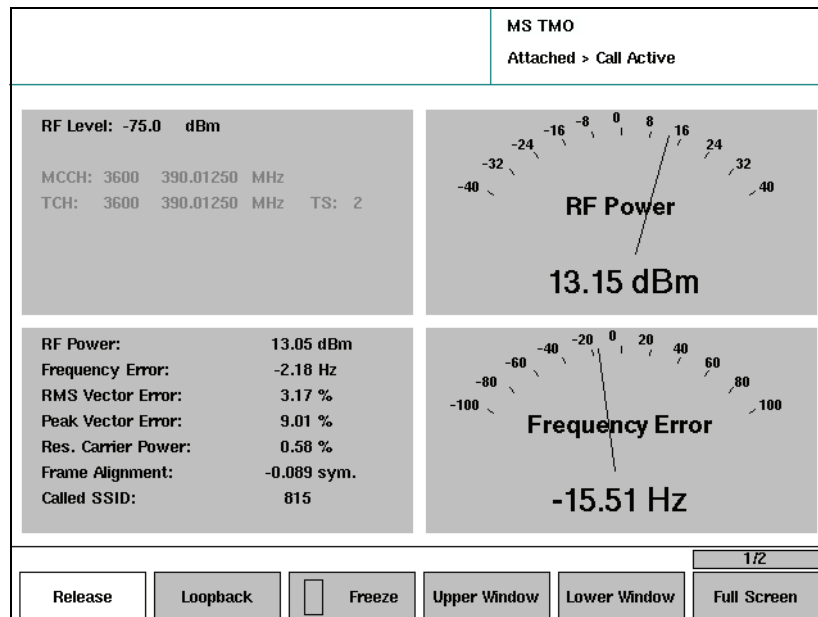 MS TMO
Attached > Call Active
RF Level: -75.0 dBm
MCCH: 3600 390.01250 MHz
TCH: 3600 390.01250 MHz TS: 2
-40 -32 -24 -16 -8 0 8 16 24 32 40
RF Power
13.15 dBm
RF Power: 13.05 dBm
Frequency Error: -2.18 Hz
RMS Vector Error: 3.17 %
Peak Vector Error: 9.01 %
Res. Carrier Power: 0.58 %
Frame Alignment: -0.089 sym.
Called SSID: 815
-100 -80 -60 -40 -20 0 20 40 60 80 100
Frequency Error
-15.51 Hz
1/2
Release Loopback Freeze Upper Window Lower Window Full Screen